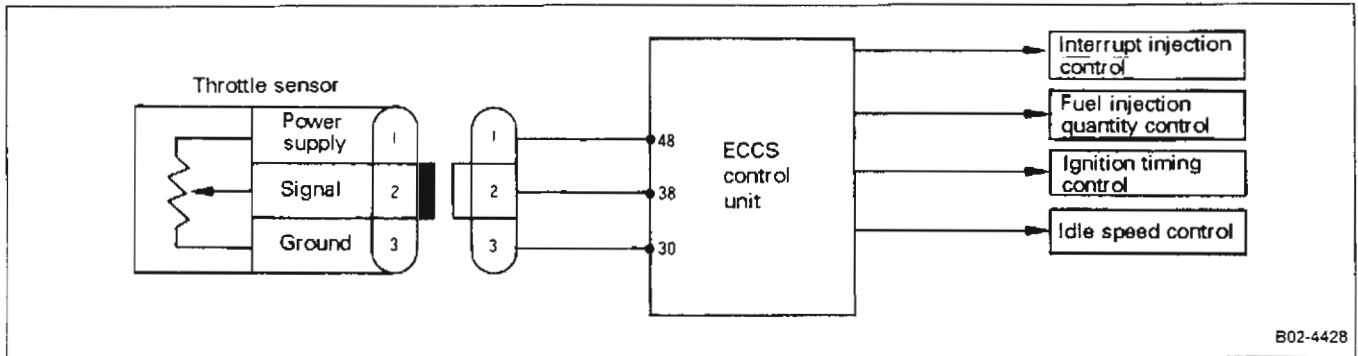 Throttle sensor
Power
supply
Signal
Ground
1
2
3
1
2
3
48
38
30
ECCS
control
unit
Interrupt injection
control
Fuel injection
quantity control
Ignition timing
control
Idle speed control
B02-4428